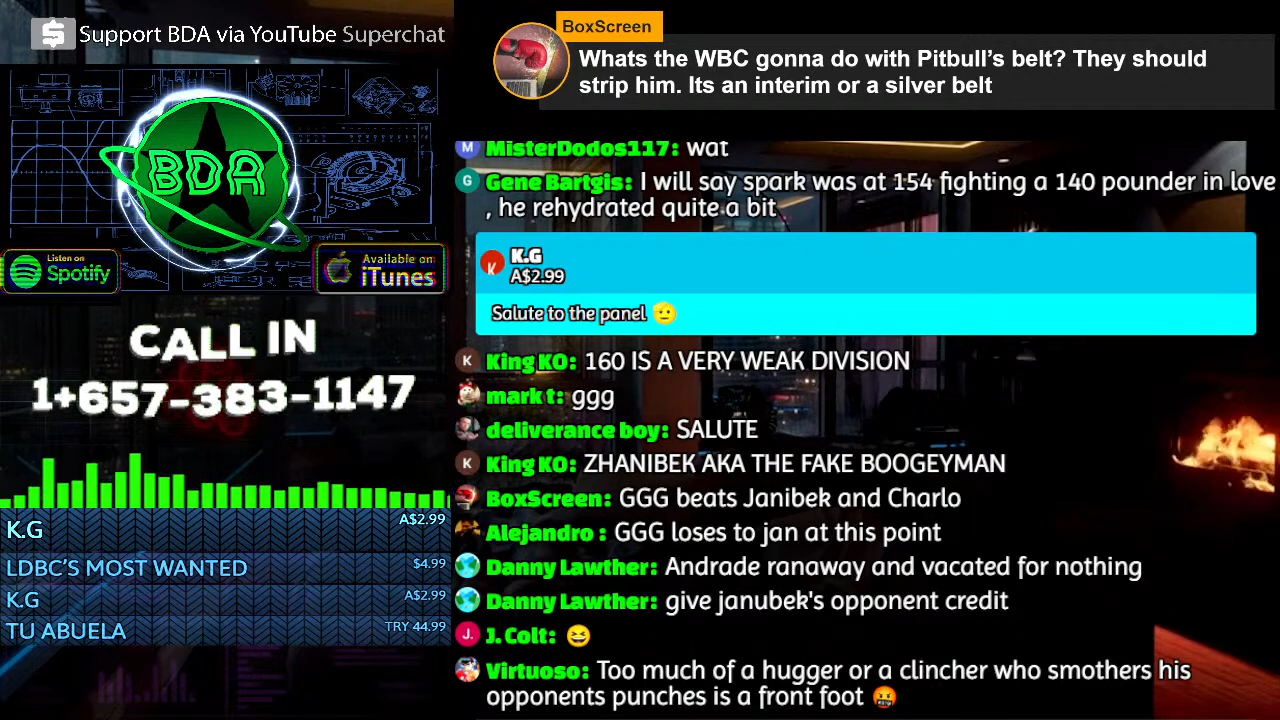 Support BDA via YouTube Superchat
BoxScreen
Whats the WBC gonna do with Pitbull's belt? They should
strip him. Its an interim or a silver belt
BDA
Listen on
Spotify
Available on
iTunes
CALL IN
1+657-383-1147
K.G A$2.99
LDBC'S MOST WANTED $4.99
K.G A$2.99
TU ABUELA TRY 44.99
M MisterDodos117: wat
G Gene Bartgis: I will say spark was at 154 fighting a 140 pounder in love
, he rehydrated quite a bit
K K.G
A$2.99
Salute to the panel 🫡
K King KO: 160 IS A VERY WEAK DIVISION
mark t: ggg
deliverance boy: SALUTE
K King KO: ZHANIBEK AKA THE FAKE BOOGEYMAN
BoxScreen: GGG beats Janibek and Charlo
Alejandro : GGG loses to jan at this point
Danny Lawther: Andrade ranaway and vacated for nothing
Danny Lawther: give janubek's opponent credit
J. J. Colt: 😆
Virtuoso: Too much of a hugger or a clincher who smothers his
opponents punches is a front foot 🤬